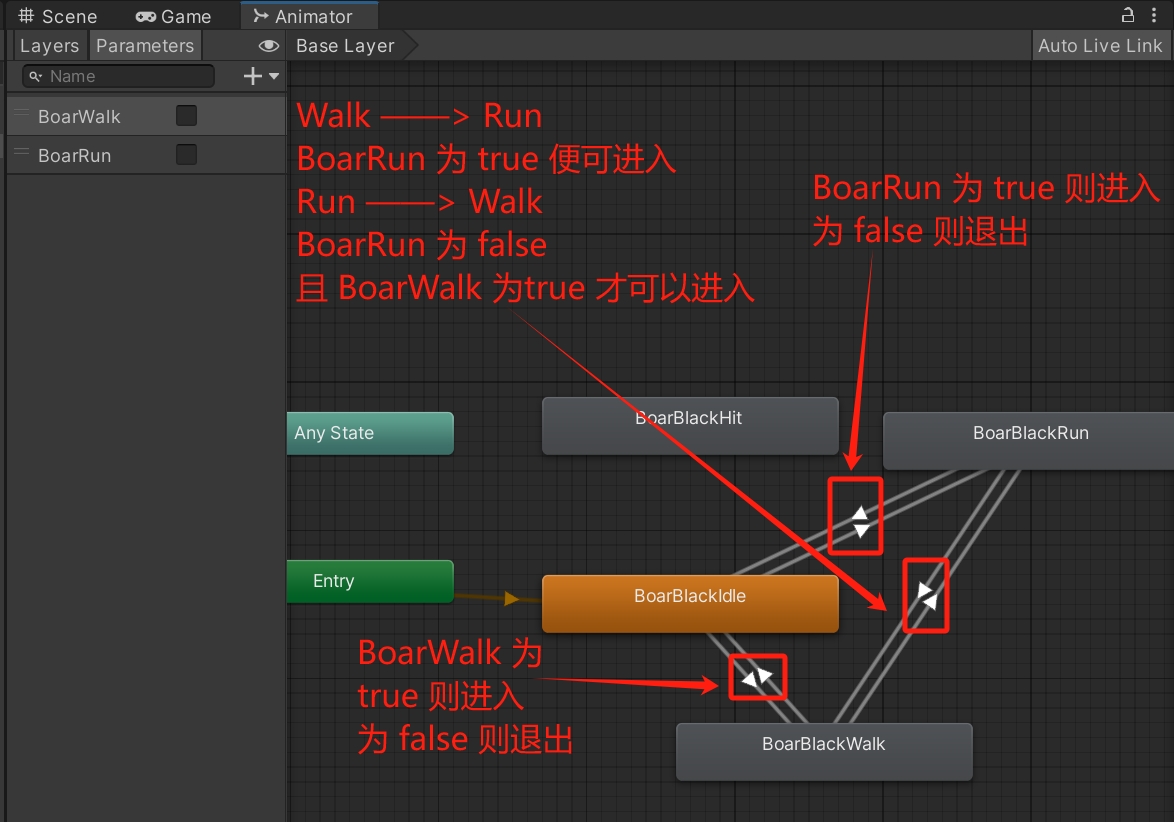 Scene
Game
Animator
Layers
Parameters
Base Layer
Auto Live Link
Name
BoarWalk
BoarRun
Walk ——> Run
BoarRun 为 true 便可进入
Run ——> Walk
BoarRun 为 false
且 BoarWalk 为true 才可以进入
BoarRun 为 true 则进入
为 false 则退出
Any State
BoarBlackHit
BoarBlackRun
Entry
BoarBlackIdle
BoarWalk 为
true 则进入
为 false 则退出
BoarBlackWalk